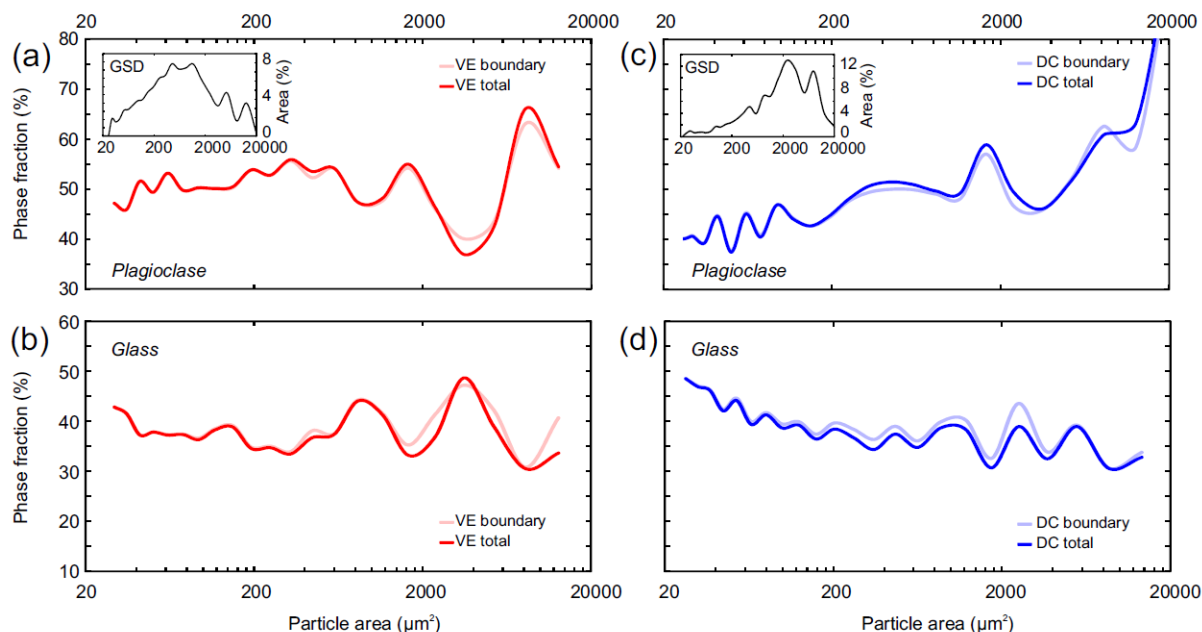 20 200 2000 20000
20 200 2000 20000
(a)
80
70
60
50
40
30
Phase fraction (%)
GSD
8
4
0
Area (%)
20 200 2000 20000
VE boundary
VE total
Plagioclase
(c)
GSD
12
8
4
0
Area (%)
20 200 2000 20000
DC boundary
DC total
Phase fraction (%)
Plagioclase
(b)
60
50
40
30
20
10
Phase fraction (%)
Glass
VE boundary
VE total
20 200 2000 20000
Particle area (µm²)
(d)
Glass
Phase fraction (%)
DC boundary
DC total
20 200 2000 20000
Particle area (µm²)